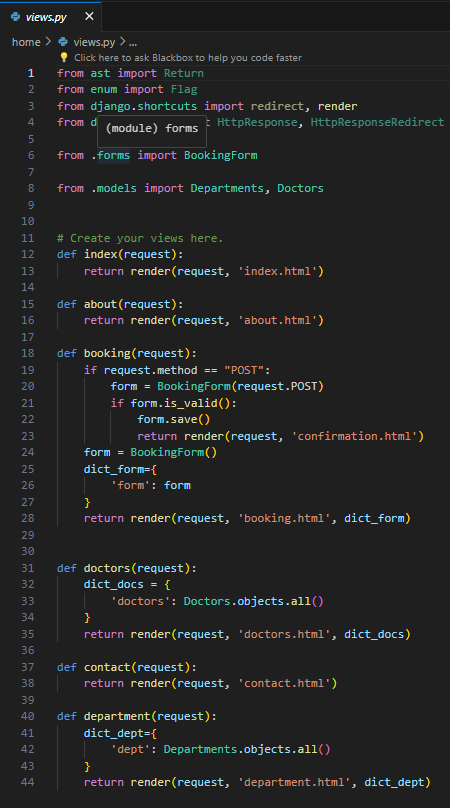 views.py
home > views.py > ...
Click here to ask Blackbox to help you code faster
1 from ast import Return
2 from enum import Flag
3 from django.shortcuts import redirect, render
4 from d t HttpResponse, HttpResponseRedirect
(module) forms
5
6 from .forms import BookingForm
7
8 from .models import Departments, Doctors
9
10
11 # Create your views here.
12 def index(request):
13 return render(request, 'index.html')
14
15 def about(request):
16 return render(request, 'about.html')
17
18 def booking(request):
19 if request.method == "POST":
20 form = BookingForm(request.POST)
21 if form.is_valid():
22 form.save()
23 return render(request, 'confirmation.html')
24 form = BookingForm()
25 dict_form={
26 'form': form
27 }
28 return render(request, 'booking.html', dict_form)
29
30
31 def doctors(request):
32 dict_docs = {
33 'doctors': Doctors.objects.all()
34 }
35 return render(request, 'doctors.html', dict_docs)
36
37 def contact(request):
38 return render(request, 'contact.html')
39
40 def department(request):
41 dict_dept={
42 'dept': Departments.objects.all()
43 }
44 return render(request, 'department.html', dict_dept)